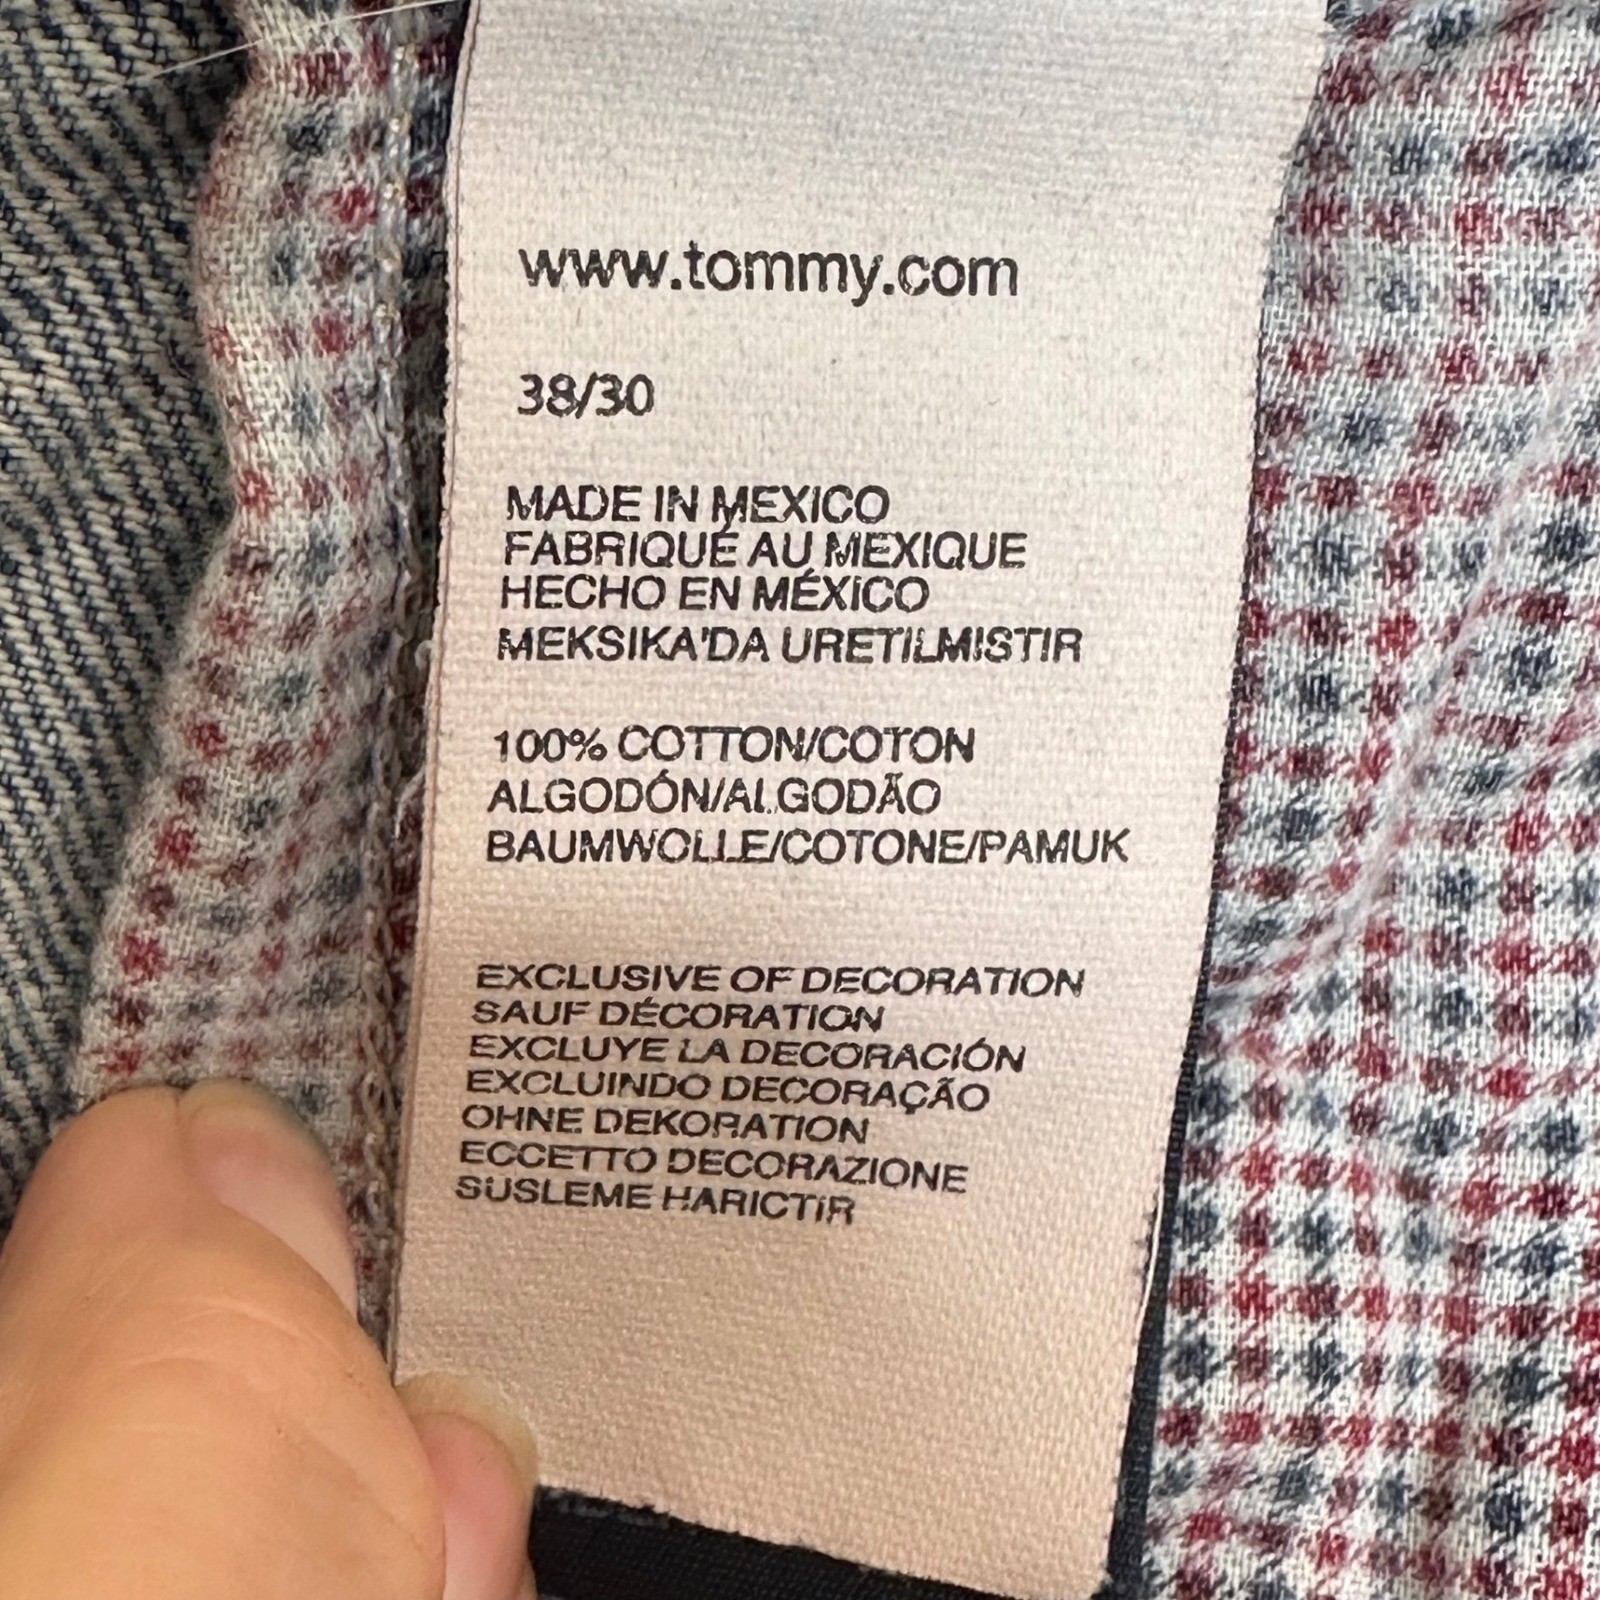 www.tommy.com
38/30
MADE IN MEXICO
FABRIQUÉ AU MEXIQUE
HECHO EN MÉXICO
MEKSIKA'DA URETILMISTIR
100% COTTON/COTON
ALGODÓN/ALGODÃO
BAUMWOLLE/COTONE/PAMUK
EXCLUSIVE OF DECORATION
SAUF DÉCORATION
EXCLUYE LA DECORACIÓN
EXCLUINDO DECORAÇÃO
OHNE DEKORATION
ECCETTO DECORAZIONE
SUSLEME HARICTIR